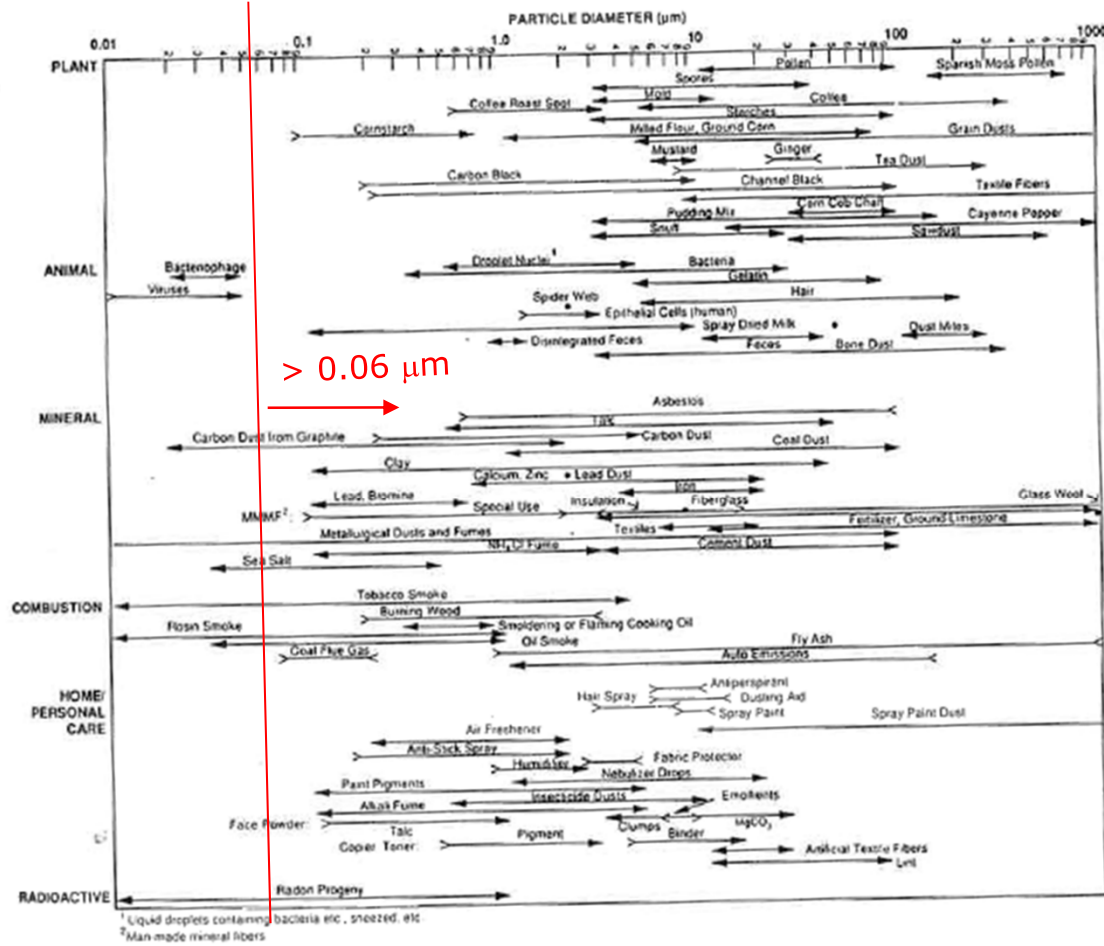 PARTICLE DIAMETER (µm)
0.01 0.1 1.0 10 100 1000
PLANT
Pollen
Spanish Moss Pollen
Spores
Mold
Coffee
Coffee Roast Soot
Starches
Cornstarch
Milled Flour, Ground Corn
Grain Dusts
Mustard
Ginger
Tea Dust
Carbon Black
Channel Black
Textile Fibers
Corn Cob Chaff
Pudding Mix
Cayenne Pepper
Snuff
Sawdust
ANIMAL
Bacteriophage
Droplet Nuclei¹
Bacteria
Viruses
Gelatin
Hair
Spider Web
Epithelial Cells (human)
Spray Dried Milk
Dust Mites
Disintegrated Feces
Feces
Bone Dust
> 0.06 µm
MINERAL
Asbestos
Talc
Carbon Dust from Graphite
Carbon Dust
Coal Dust
Clay
Calcium, Zinc
Lead Dust
Iron
Lead, Bromine
Special Use
Insulation
Fiberglass
Glass Wool
MMMF²:
Textiles
Fertilizer, Ground Limestone
Metallurgical Dusts and Fumes
NH₄Cl Fume
Cement Dust
Sea Salt
COMBUSTION
Tobacco Smoke
Burning Wood
Rosin Smoke
Smoldering or Flaming Cooking Oil
Oil Smoke
Fly Ash
Coal Flue Gas
Auto Emissions
HOME/
PERSONAL
CARE
Antiperspirant
Hair Spray
Dusting Aid
Spray Paint
Spray Paint Dust
Air Freshener
Anti-Stick Spray
Fabric Protector
Humidifier
Nebulizer Drops
Paint Pigments
Insecticide Dusts
Emollients
Alkali Fume
Face Powder:
Talc
Clumps
MgCO₃
Copier Toner:
Pigment
Binder
Artificial Textile Fibers
Lint
RADIOACTIVE
Radon Progeny
¹Liquid droplets containing bacteria etc., sneezed, etc.
²Man-made mineral fibers